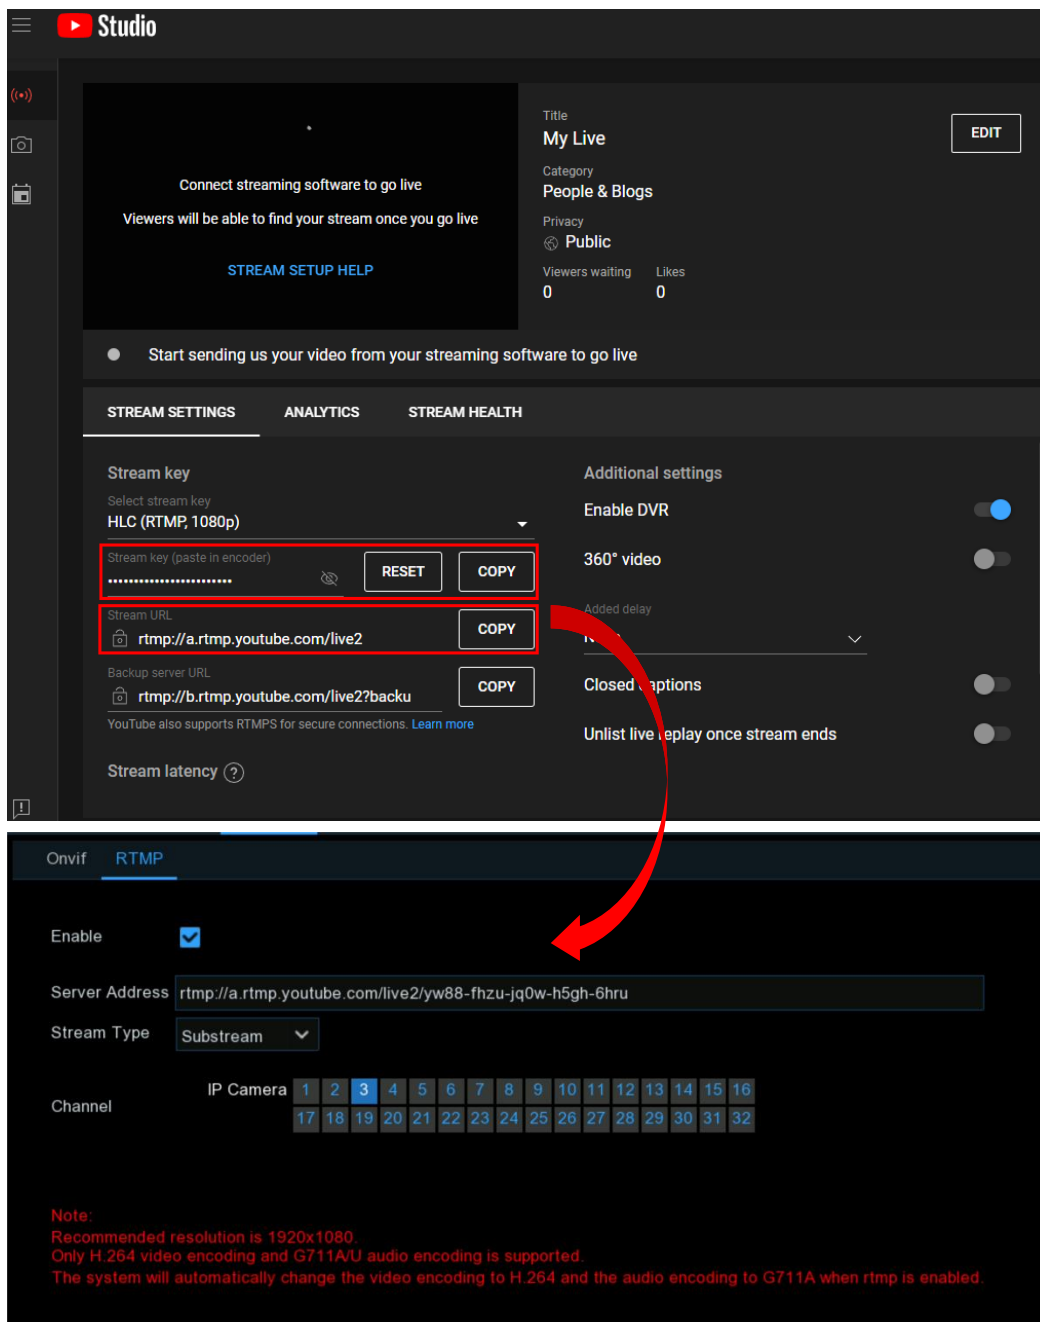 Studio
Title
My Live
EDIT
Category
People & Blogs
Privacy
Public
Viewers waiting Likes
0 0
Connect streaming software to go live
Viewers will be able to find your stream once you go live
STREAM SETUP HELP
Start sending us your video from your streaming software to go live
STREAM SETTINGS ANALYTICS STREAM HEALTH
Stream key
Select stream key
HLC (RTMP, 1080p)
Stream key (paste in encoder)
•••••••••••••••••••••••• RESET COPY
Stream URL
rtmp://a.rtmp.youtube.com/live2 COPY
Backup server URL
rtmp://b.rtmp.youtube.com/live2?backu COPY
YouTube also supports RTMPS for secure connections. Learn more
Stream latency ?
Additional settings
Enable DVR
360° video
Added delay
Closed captions
Unlist live replay once stream ends
Onvif RTMP
Enable
Server Address rtmp://a.rtmp.youtube.com/live2/yw88-fhzu-jq0w-h5gh-6hru
Stream Type Substream
Channel
IP Camera 1 2 3 4 5 6 7 8 9 10 11 12 13 14 15 16
17 18 19 20 21 22 23 24 25 26 27 28 29 30 31 32
Note:
Recommended resolution is 1920x1080.
Only H.264 video encoding and G711A/U audio encoding is supported.
The system will automatically change the video encoding to H.264 and the audio encoding to G711A when rtmp is enabled.